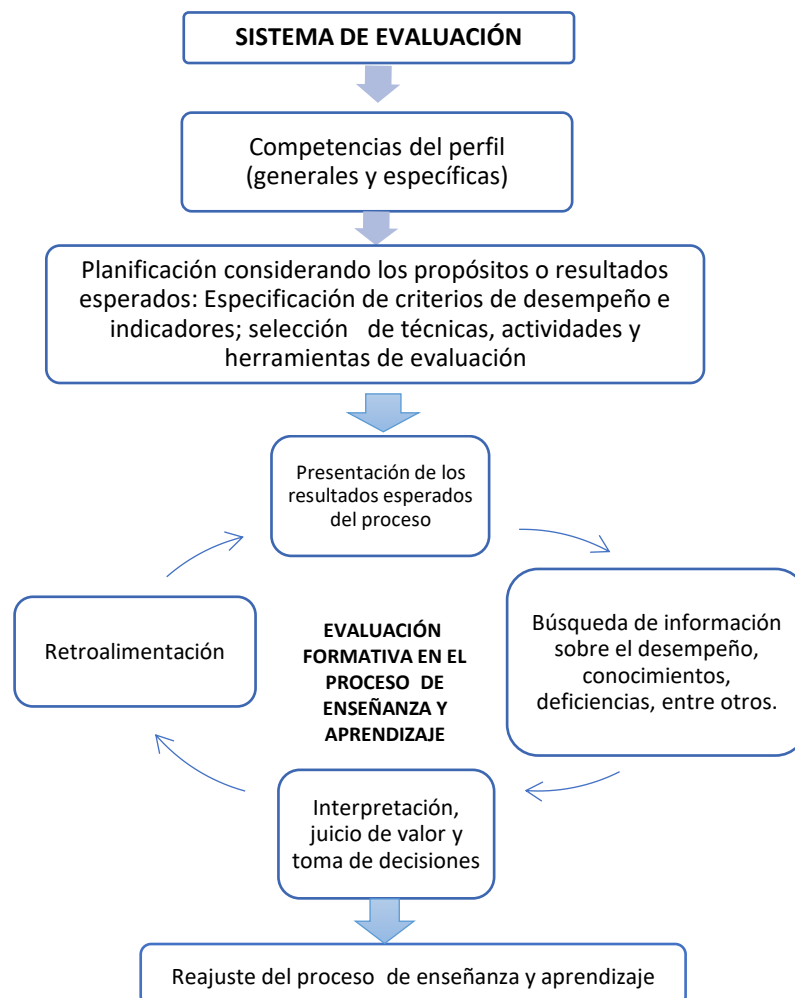 SISTEMA DE EVALUACIÓN
Competencias del perfil
(generales y específicas)
Planificación considerando los propósitos o resultados
esperados: Especificación de criterios de desempeño e
indicadores; selección de técnicas, actividades y
herramientas de evaluación
Presentación de los
resultados esperados
del proceso
Búsqueda de información
sobre el desempeño,
conocimientos,
deficiencias, entre otros.
Retroalimentación
EVALUACIÓN
FORMATIVA EN EL
PROCESO DE
ENSEÑANZA Y
APRENDIZAJE
Interpretación,
juicio de valor y
toma de decisiones
Reajuste del proceso de enseñanza y aprendizaje